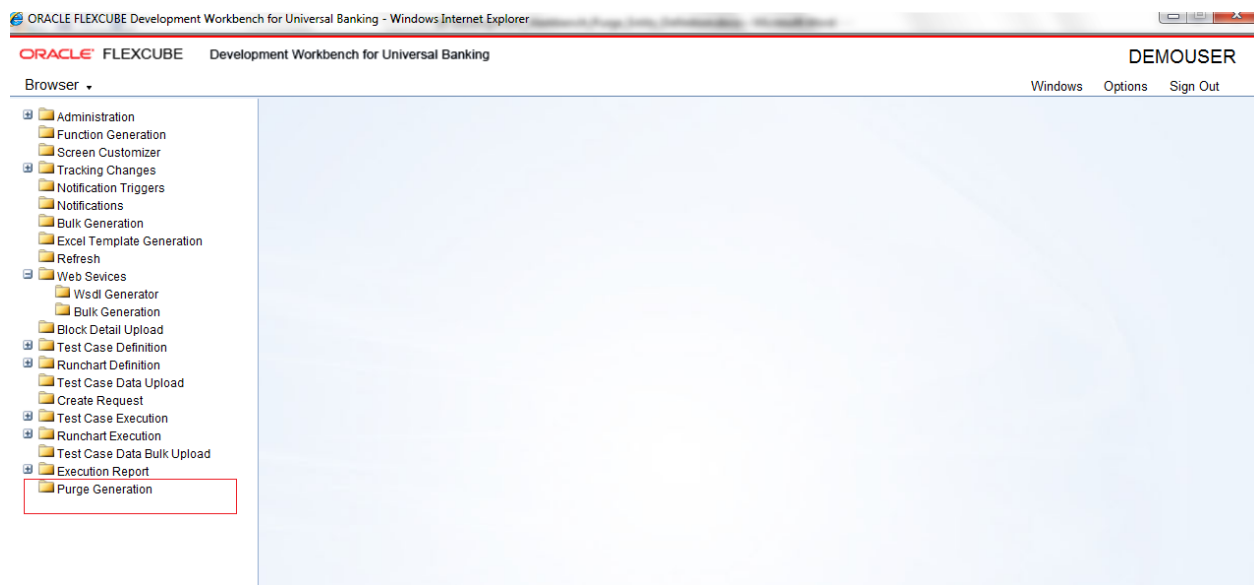 ORACLE FLEXCUBE Development Workbench for Universal Banking - Windows Internet Explorer
ORACLE FLEXCUBE Development Workbench for Universal Banking
DEMOUSER
Browser
Windows Options Sign Out
Administration
Function Generation
Screen Customizer
Tracking Changes
Notification Triggers
Notifications
Bulk Generation
Excel Template Generation
Refresh
Web Sevices
Wsdl Generator
Bulk Generation
Block Detail Upload
Test Case Definition
Runchart Definition
Test Case Data Upload
Create Request
Test Case Execution
Runchart Execution
Test Case Data Bulk Upload
Execution Report
Purge Generation